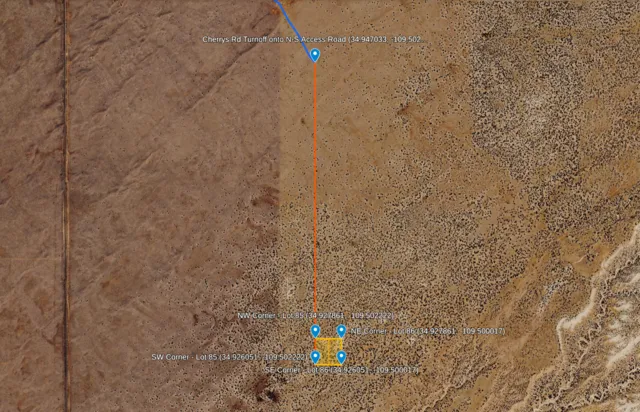 Cherrys Rd Turnoff onto N-S Access Road (34.947033, -109.502
NW Corner - Lot 85 (34.927861, -109.502222)
NE Corner - Lot 86 (34.927861, -109.500017)
SW Corner - Lot 85 (34.926051, -109.502222)
SE Corner - Lot 86 (34.926051, -109.500017)